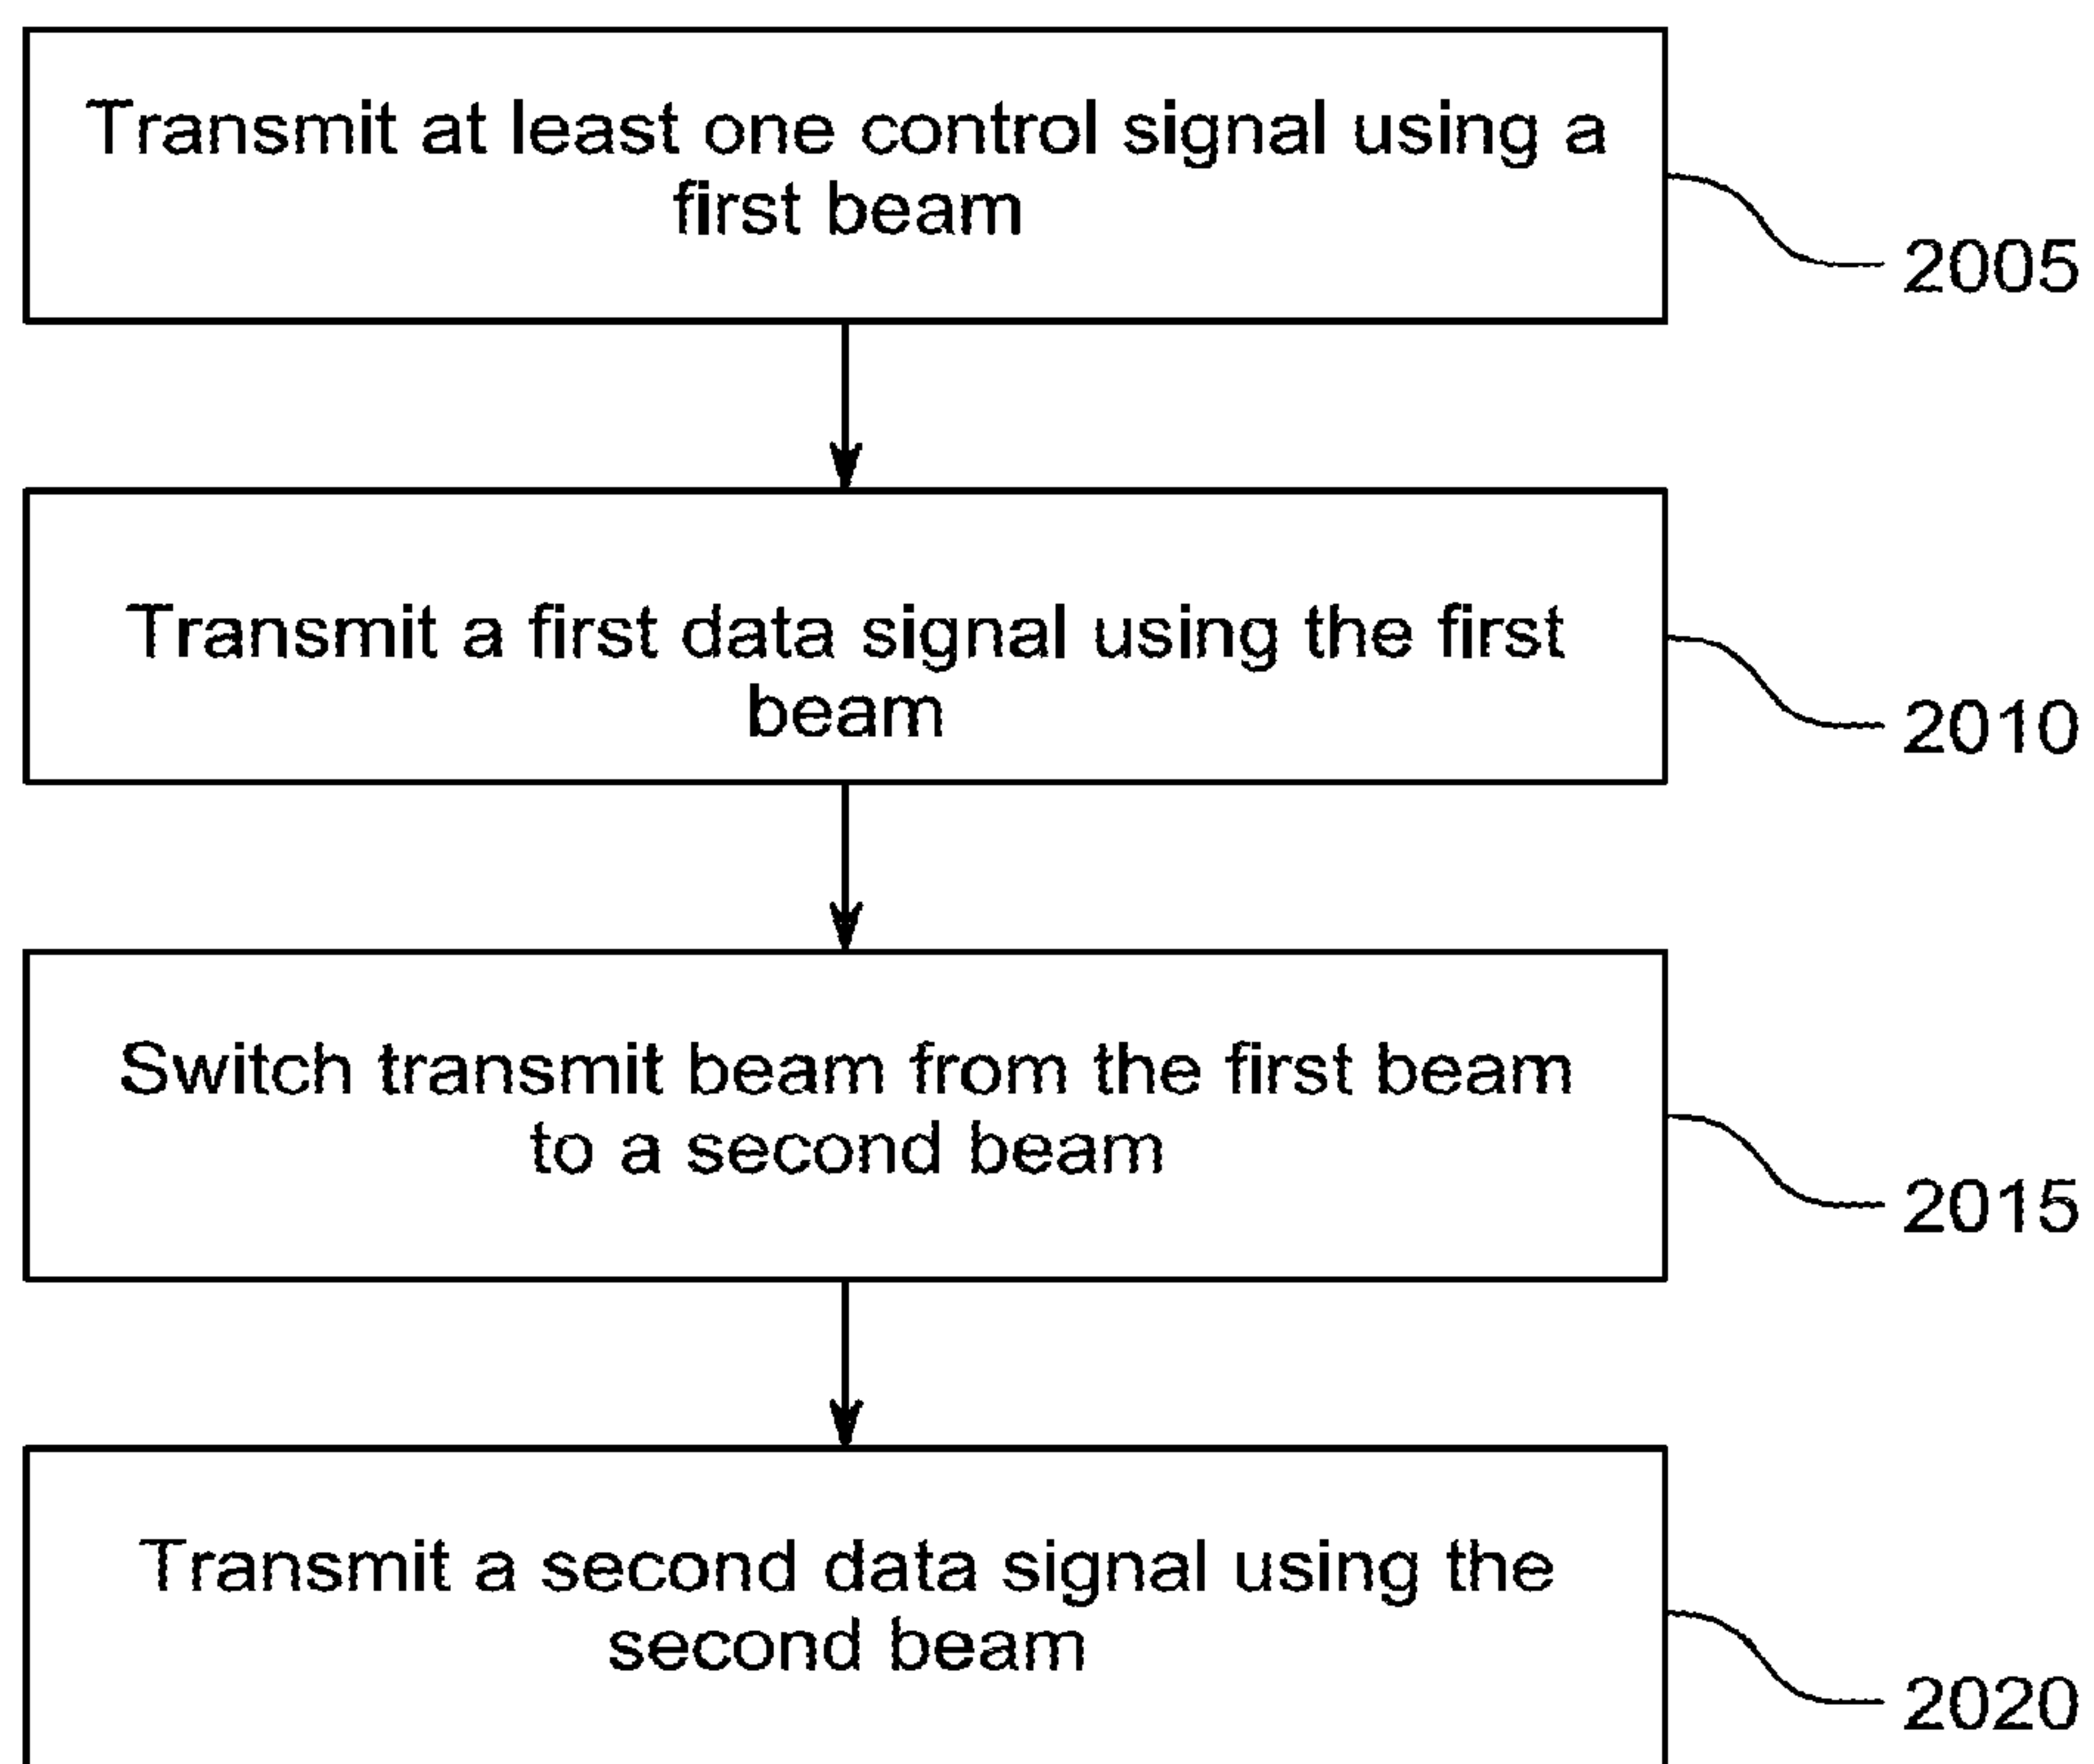 Transmit at least one control signal using a
first beam
2005
Transmit a first data signal using the first
beam
2010
Switch transmit beam from the first beam
to a second beam
2015
Transmit a second data signal using the
second beam
2020